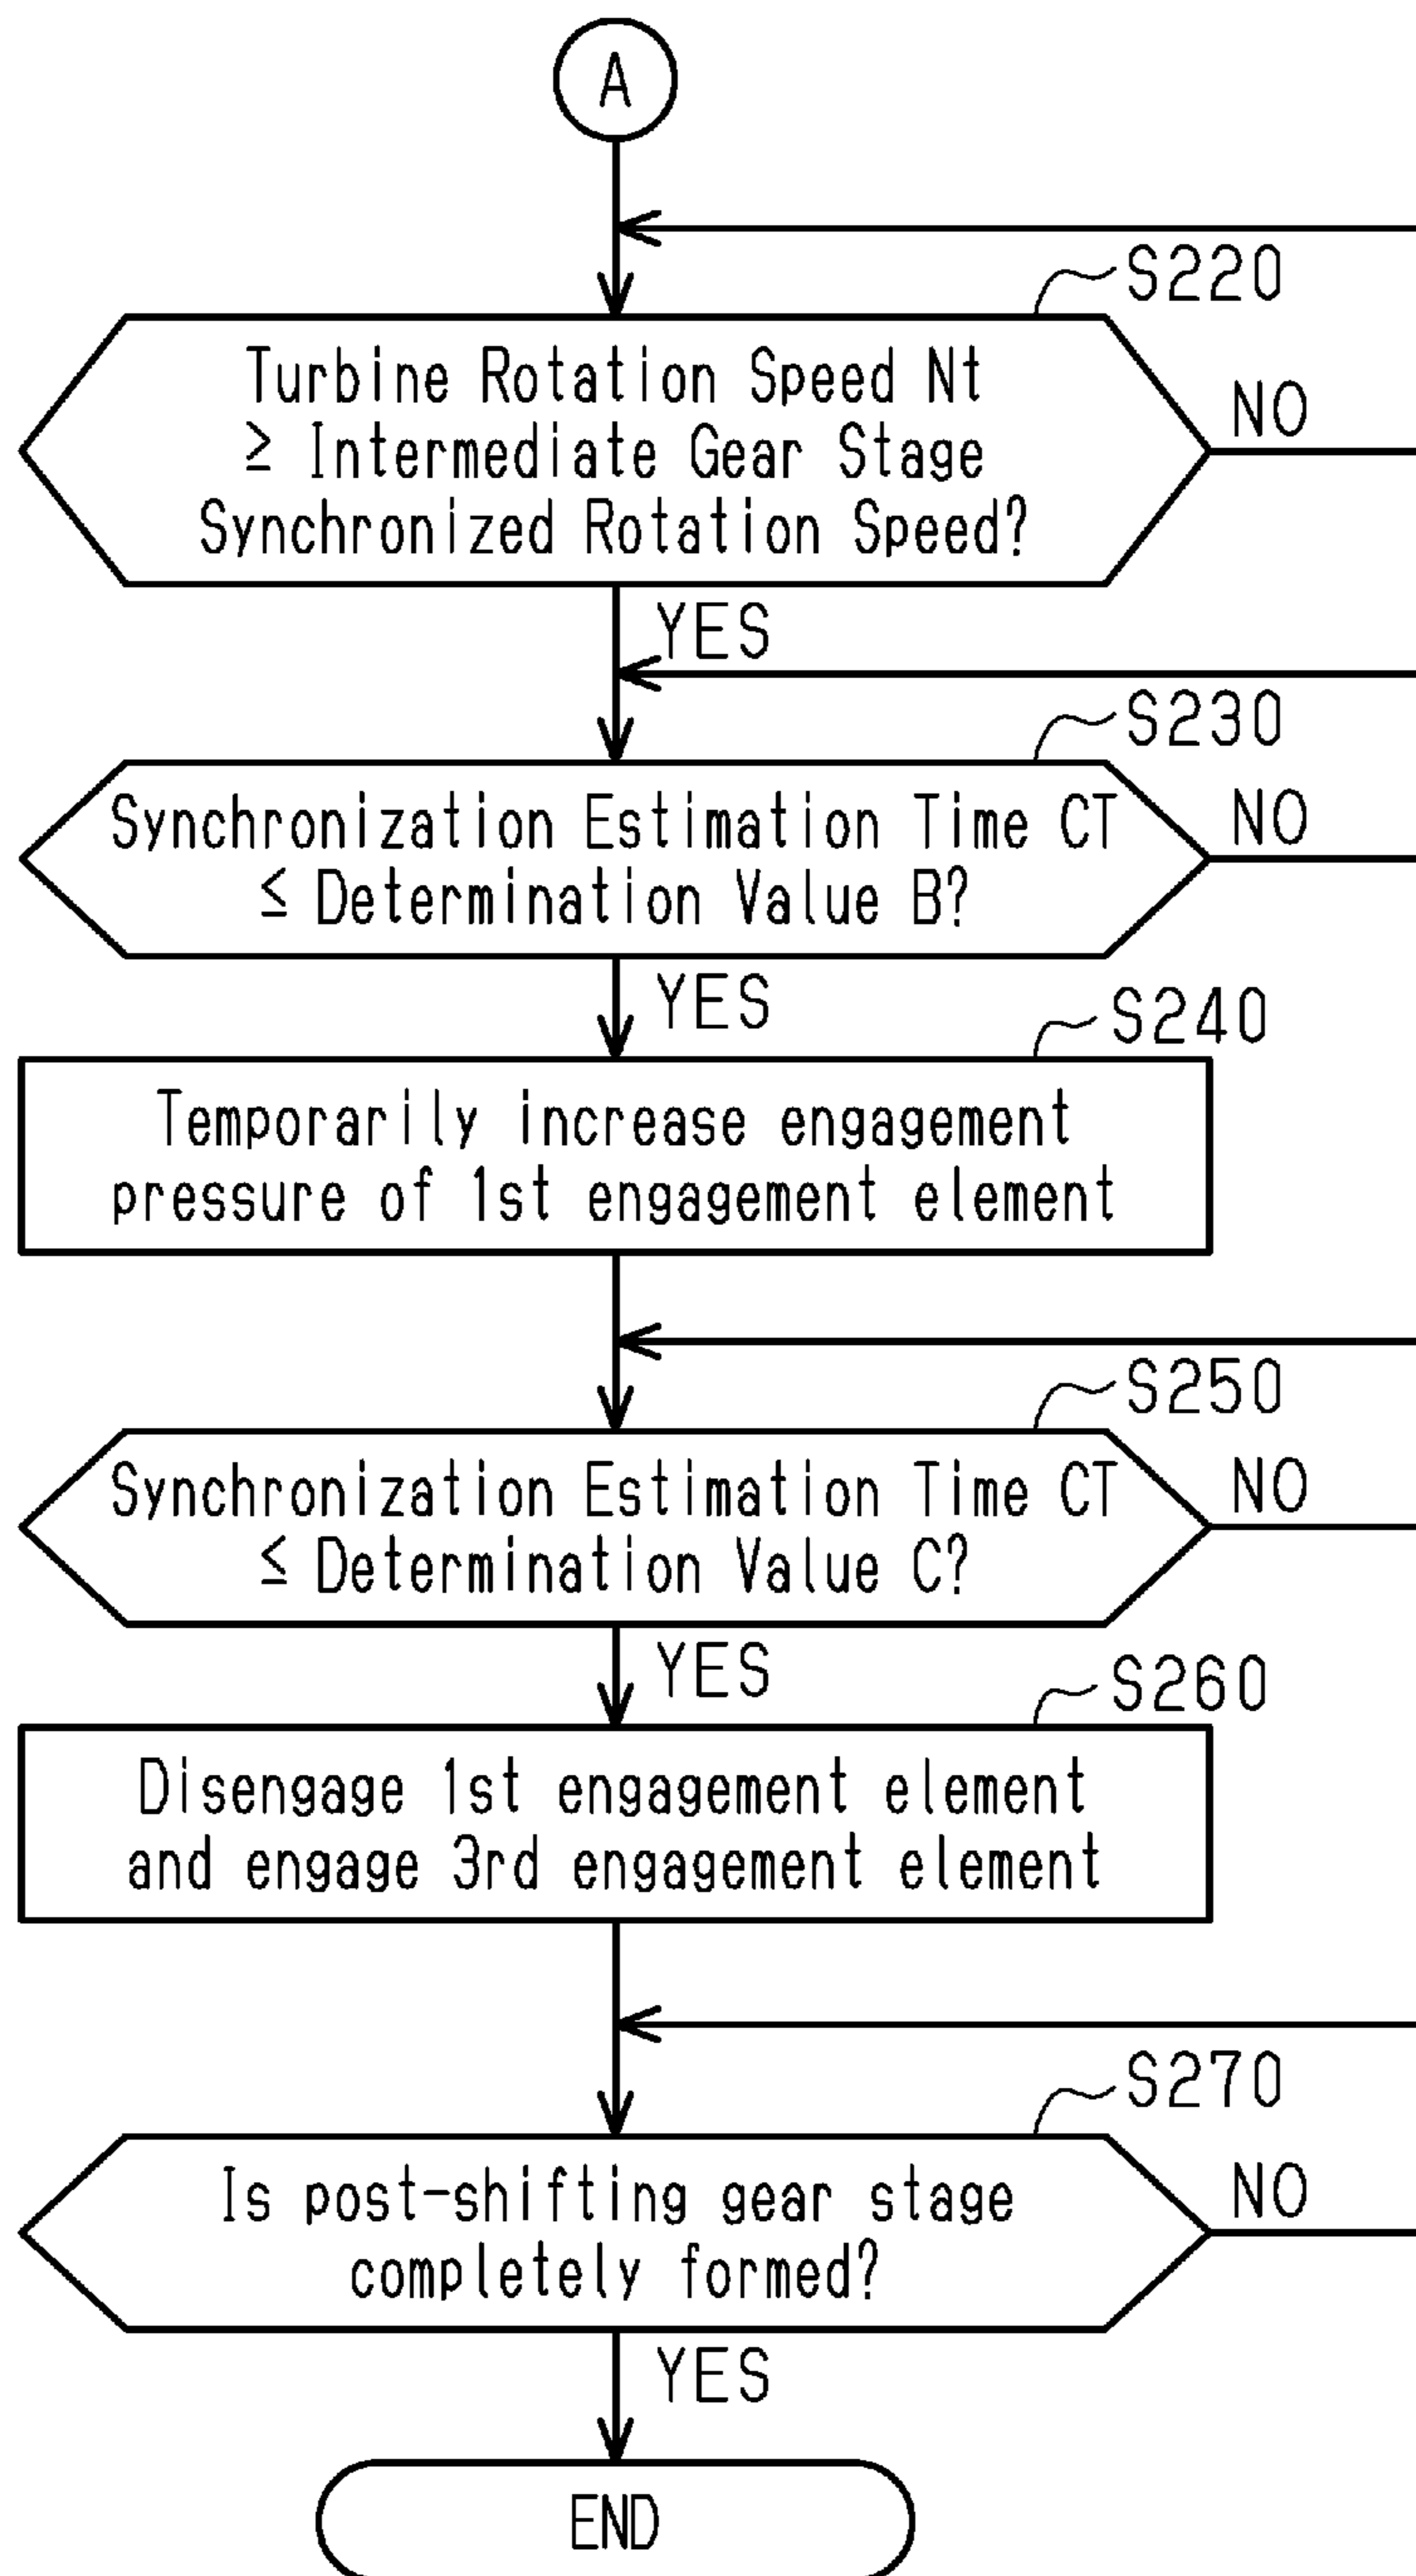 A
S220
Turbine Rotation Speed Nt
≥ Intermediate Gear Stage
Synchronized Rotation Speed?
NO
YES
S230
Synchronization Estimation Time CT
≤ Determination Value B?
NO
YES
S240
Temporarily increase engagement
pressure of 1st engagement element
S250
Synchronization Estimation Time CT
≤ Determination Value C?
NO
YES
S260
Disengage 1st engagement element
and engage 3rd engagement element
S270
Is post-shifting gear stage
completely formed?
NO
YES
END